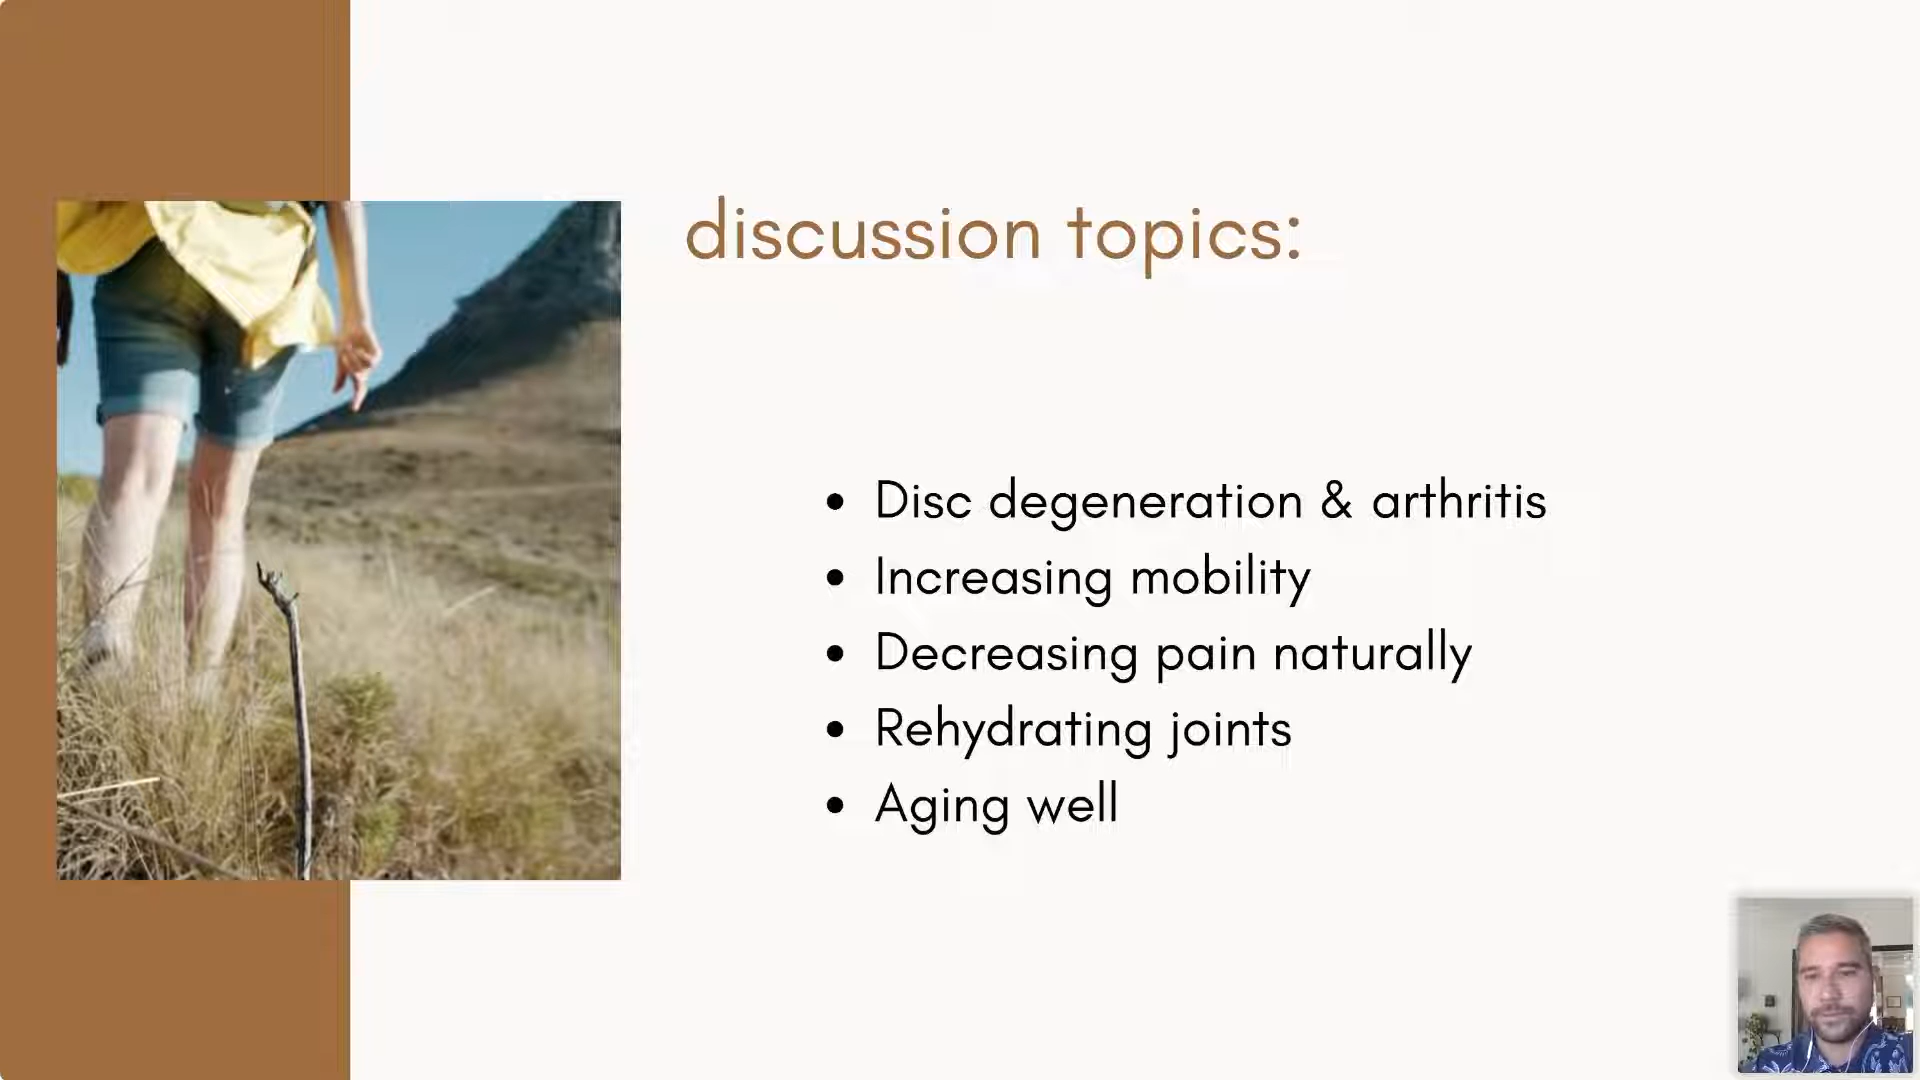 discussion topics:
• Disc degeneration & arthritis
• Increasing mobility
• Decreasing pain naturally
• Rehydrating joints
• Aging well